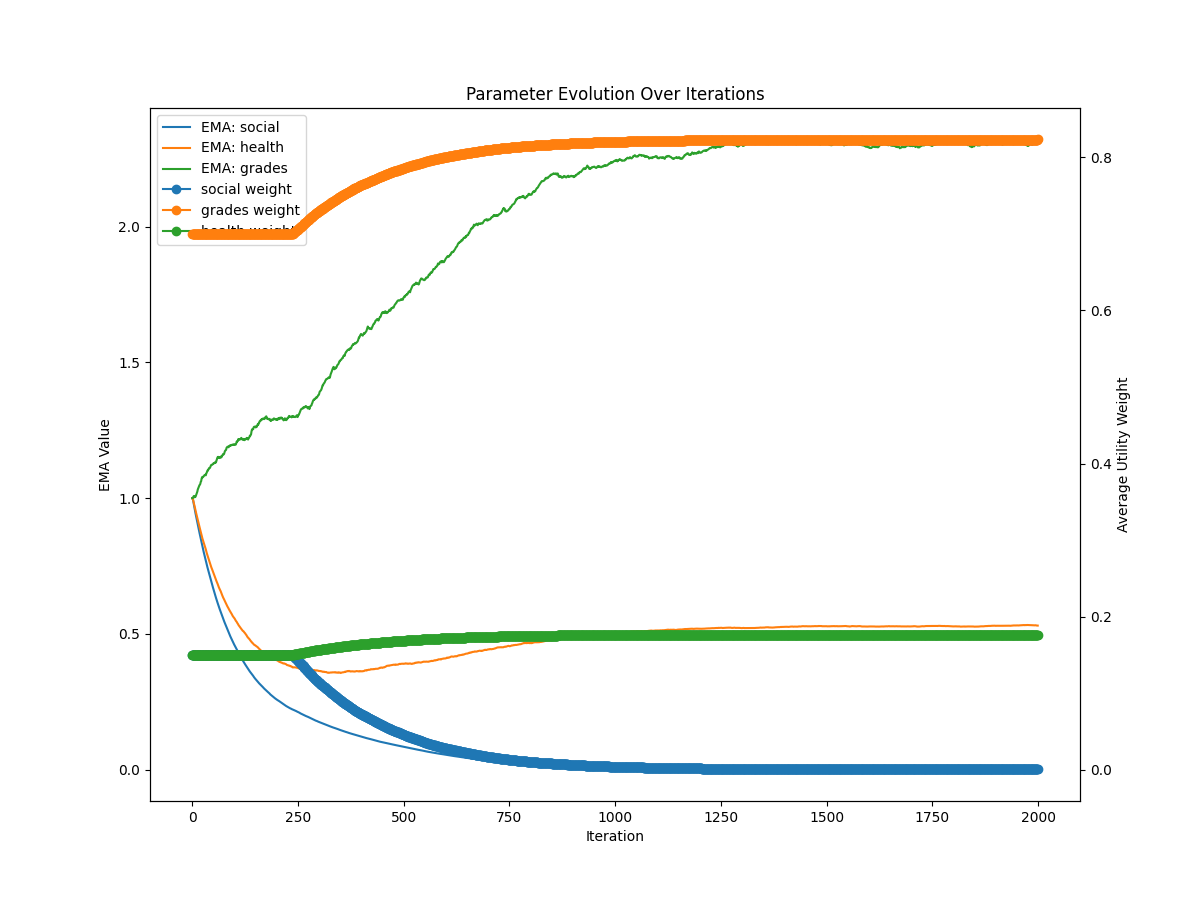 Parameter Evolution Over Iterations
EMA: social
EMA: health
EMA: grades
social weight
grades weight
health weight
2.0
1.5
1.0
0.5
0.0
EMA Value
0.8
0.6
0.4
0.2
0.0
Average Utility Weight
0 250 500 750 1000 1250 1500 1750 2000
Iteration